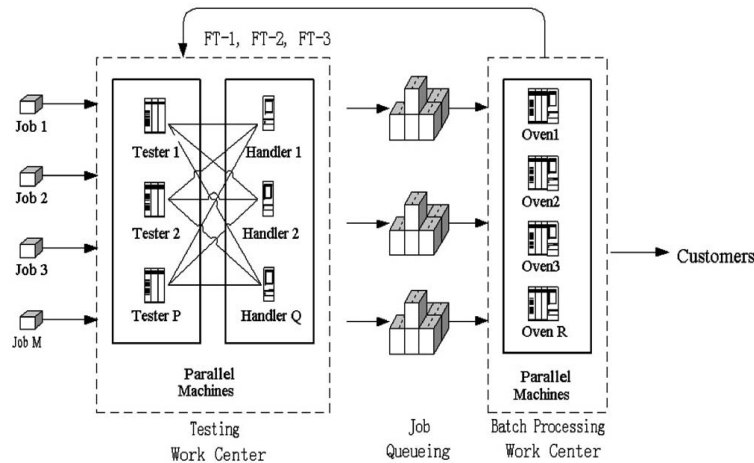 FT-1, FT-2, FT-3
Job 1
Job 2
Job 3
Job M
Tester 1
Tester 2
Tester P
Handler 1
Handler 2
Handler Q
Parallel
Machines
Testing
Work Center
Job
Queueing
Oven1
Oven2
Oven3
Oven R
Parallel
Machines
Batch Processing
Work Center
Customers